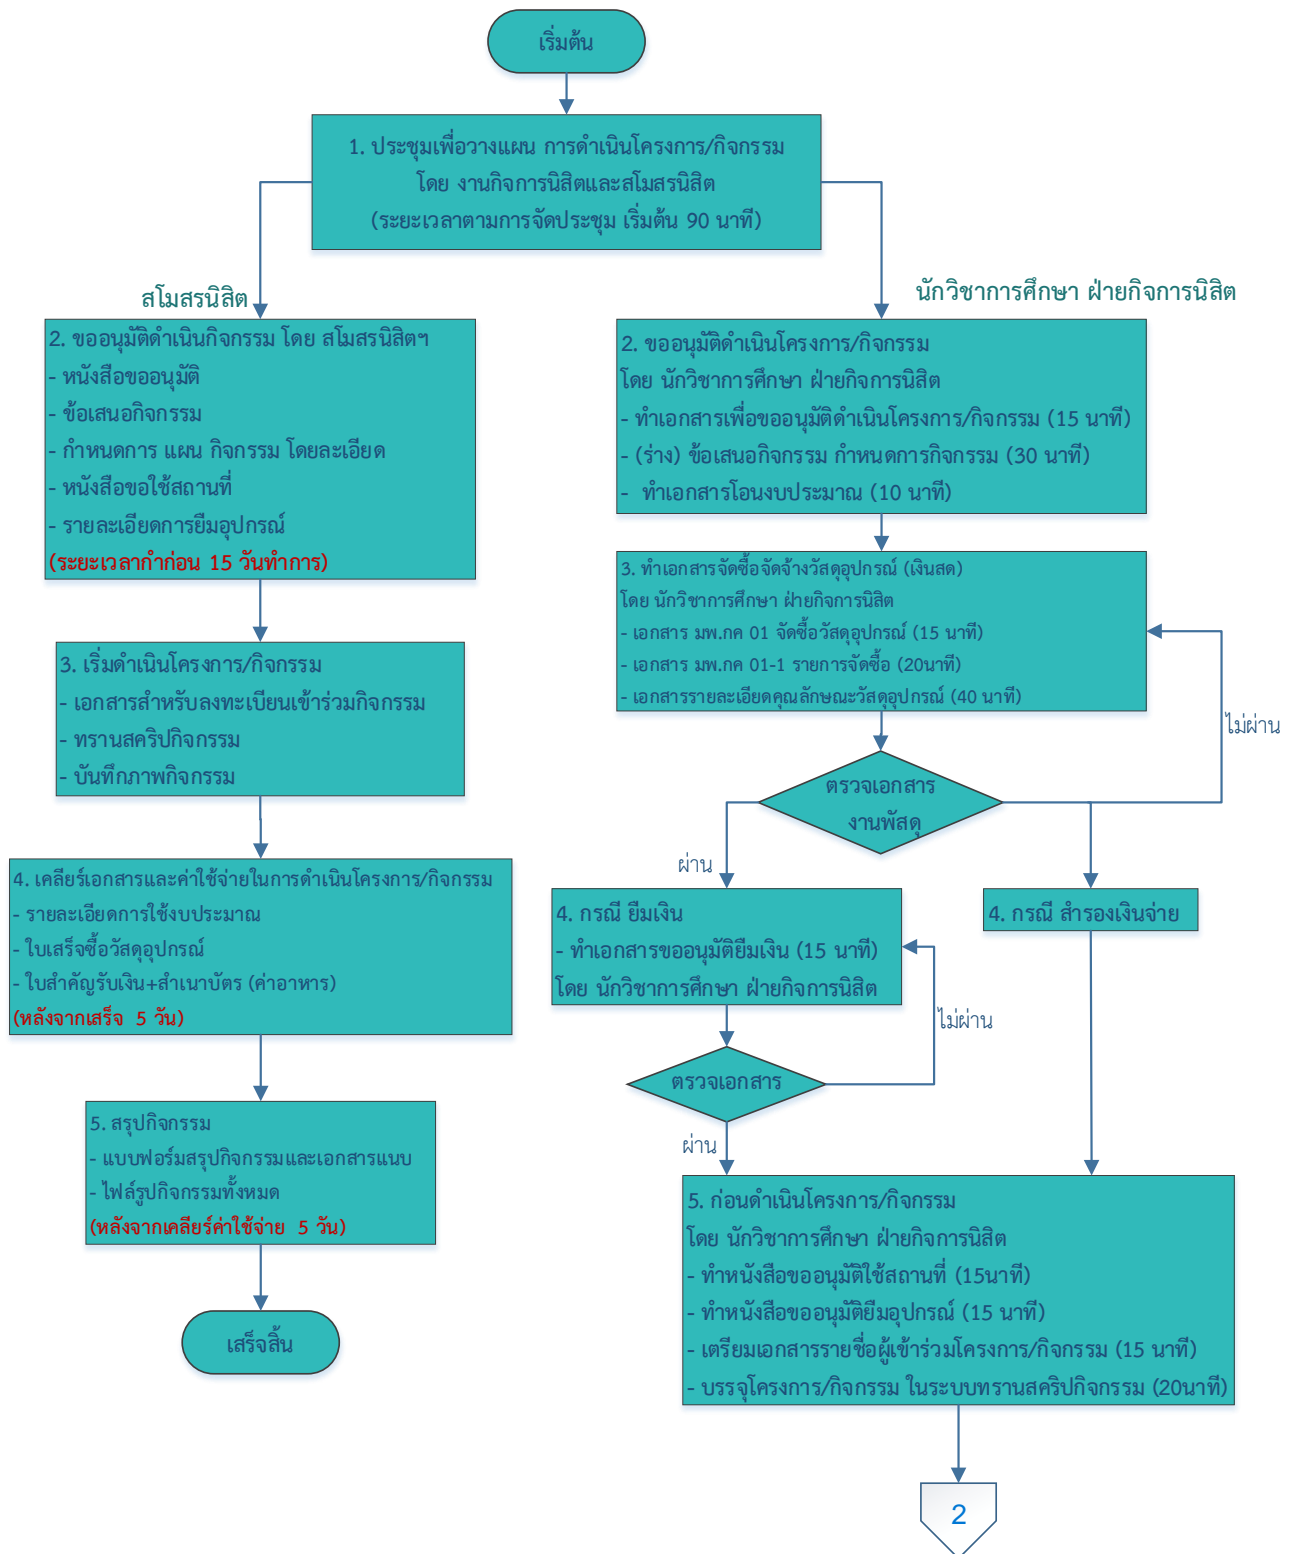 เริ่มต้น
1. ประชุมเพื่อวางแผน การดำเนินโครงการ/กิจกรรม
โดย งานกิจการนิสิตและสโมสรนิสิต
(ระยะเวลาตามการจัดประชุม เริ่มต้น 90 นาที)
สโมสรนิสิต
2. ขออนุมัติดำเนินกิจกรรม โดย สโมสรนิสิตฯ
- หนังสือขออนุมัติ
- ข้อเสนอกิจกรรม
- กำหนดการ แผน กิจกรรม โดยละเอียด
- หนังสือขอใช้สถานที่
- รายละเอียดการยืมอุปกรณ์
(ระยะเวลากำก่อน 15 วันทำการ)
3. เริ่มดำเนินโครงการ/กิจกรรม
- เอกสารสำหรับลงทะเบียนเข้าร่วมกิจกรรม
- ทรานสคริปกิจกรรม
- บันทึกภาพกิจกรรม
4. เคลียร์เอกสารและค่าใช้จ่ายในการดำเนินโครงการ/กิจกรรม
- รายละเอียดการใช้งบประมาณ
- ใบเสร็จซื้อวัสดุอุปกรณ์
- ใบสำคัญรับเงิน+สำเนาบัตร (ค่าอาหาร)
(หลังจากเสร็จ 5 วัน)
5. สรุปกิจกรรม
- แบบฟอร์มสรุปกิจกรรมและเอกสารแนบ
- ไฟล์รูปกิจกรรมทั้งหมด
(หลังจากเคลียร์ค่าใช้จ่าย 5 วัน)
เสร็จสิ้น
นักวิชาการศึกษา ฝ่ายกิจการนิสิต
2. ขออนุมัติดำเนินโครงการ/กิจกรรม
โดย นักวิชาการศึกษา ฝ่ายกิจการนิสิต
- ทำเอกสารเพื่อขออนุมัติดำเนินโครงการ/กิจกรรม (15 นาที)
- (ร่าง) ข้อเสนอกิจกรรม กำหนดการกิจกรรม (30 นาที)
- ทำเอกสารโอนงบประมาณ (10 นาที)
3. ทำเอกสารจัดซื้อจัดจ้างวัสดุอุปกรณ์ (เงินสด)
โดย นักวิชาการศึกษา ฝ่ายกิจการนิสิต
- เอกสาร มพ.กค 01 จัดซื้อวัสดุอุปกรณ์ (15 นาที)
- เอกสาร มพ.กค 01-1 รายการจัดซื้อ (20นาที)
- เอกสารรายละเอียดคุณลักษณะวัสดุอุปกรณ์ (40 นาที)
ไม่ผ่าน
ตรวจเอกสาร
งานพัสดุ
ผ่าน
4. กรณี ยืมเงิน
- ทำเอกสารขออนุมัติยืมเงิน (15 นาที)
โดย นักวิชาการศึกษา ฝ่ายกิจการนิสิต
4. กรณี สำรองเงินจ่าย
ไม่ผ่าน
ตรวจเอกสาร
ผ่าน
5. ก่อนดำเนินโครงการ/กิจกรรม
โดย นักวิชาการศึกษา ฝ่ายกิจการนิสิต
- ทำหนังสือขออนุมัติใช้สถานที่ (15นาที)
- ทำหนังสือขออนุมัติยืมอุปกรณ์ (15 นาที)
- เตรียมเอกสารรายชื่อผู้เข้าร่วมโครงการ/กิจกรรม (15 นาที)
- บรรจุโครงการ/กิจกรรม ในระบบทรานสคริปกิจกรรม (20นาที)
2